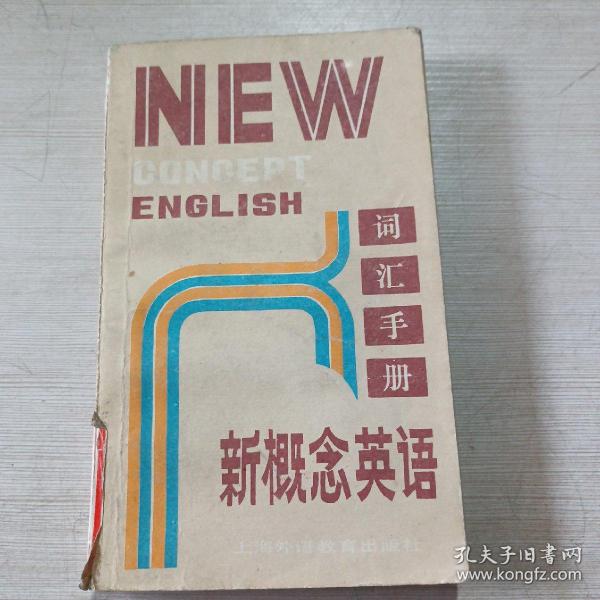 NEW
CONCEPT
ENGLISH
词
汇
手
册
新概念英语
上海外语教育出版社
孔夫子旧书网
www.kongfz.com